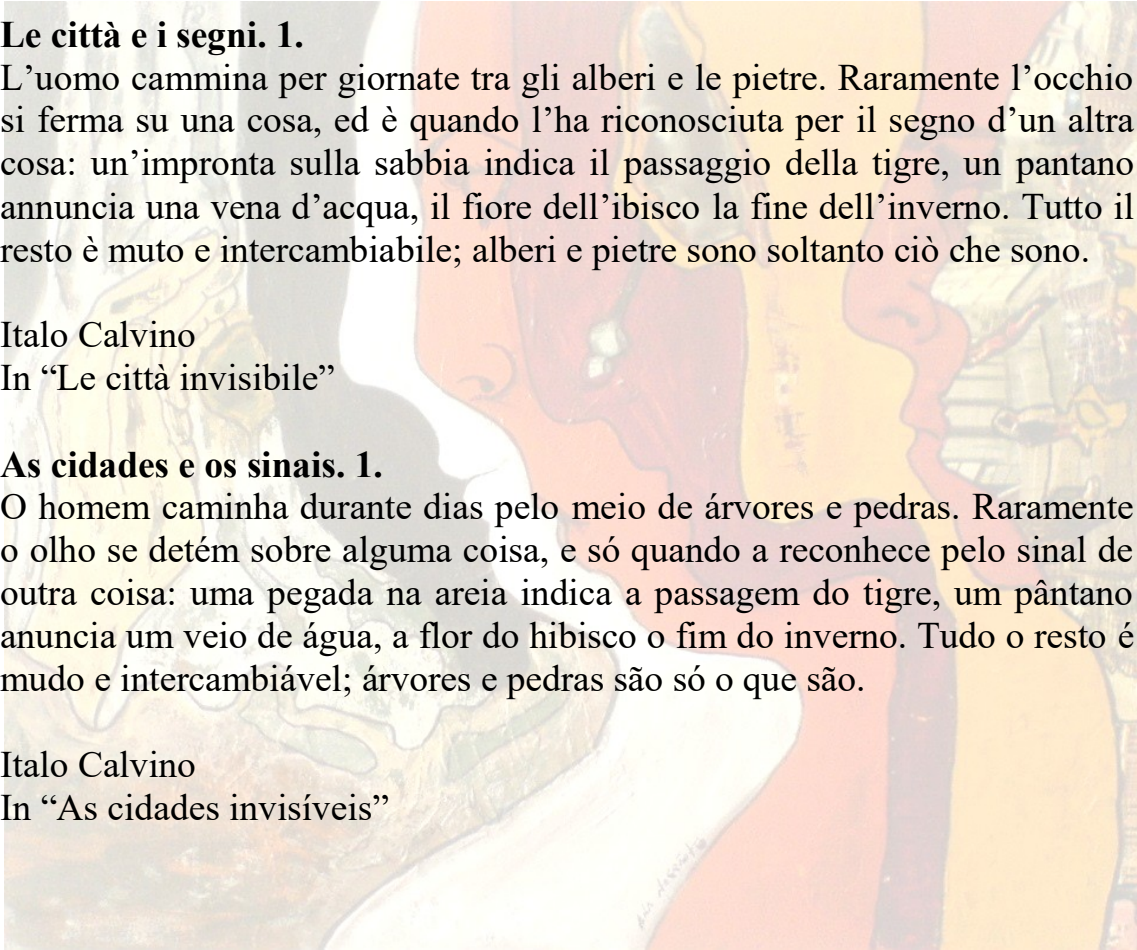 Le città e i segni. 1.
L’uomo cammina per giornate tra gli alberi e le pietre. Raramente l’occhio
si ferma su una cosa, ed è quando l’ha riconosciuta per il segno d’un altra
cosa: un’impronta sulla sabbia indica il passaggio della tigre, un pantano
annuncia una vena d’acqua, il fiore dell’ibisco la fine dell’inverno. Tutto il
resto è muto e intercambiabile; alberi e pietre sono soltanto ciò che sono.
Italo Calvino
In “Le città invisibile”
As cidades e os sinais. 1.
O homem caminha durante dias pelo meio de árvores e pedras. Raramente
o olho se detém sobre alguma coisa, e só quando a reconhece pelo sinal de
outra coisa: uma pegada na areia indica a passagem do tigre, um pântano
anuncia um veio de água, a flor do hibisco o fim do inverno. Tudo o resto é
mudo e intercambiável; árvores e pedras são só o que são.
Italo Calvino
In “As cidades invisíveis”